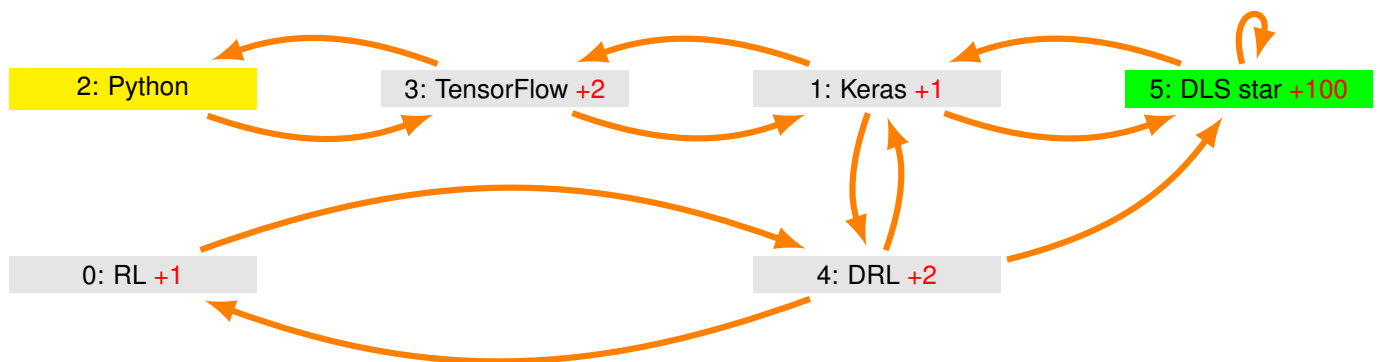 2: Python
3: TensorFlow +2
1: Keras +1
5: DLS star +100
0: RL +1
4: DRL +2